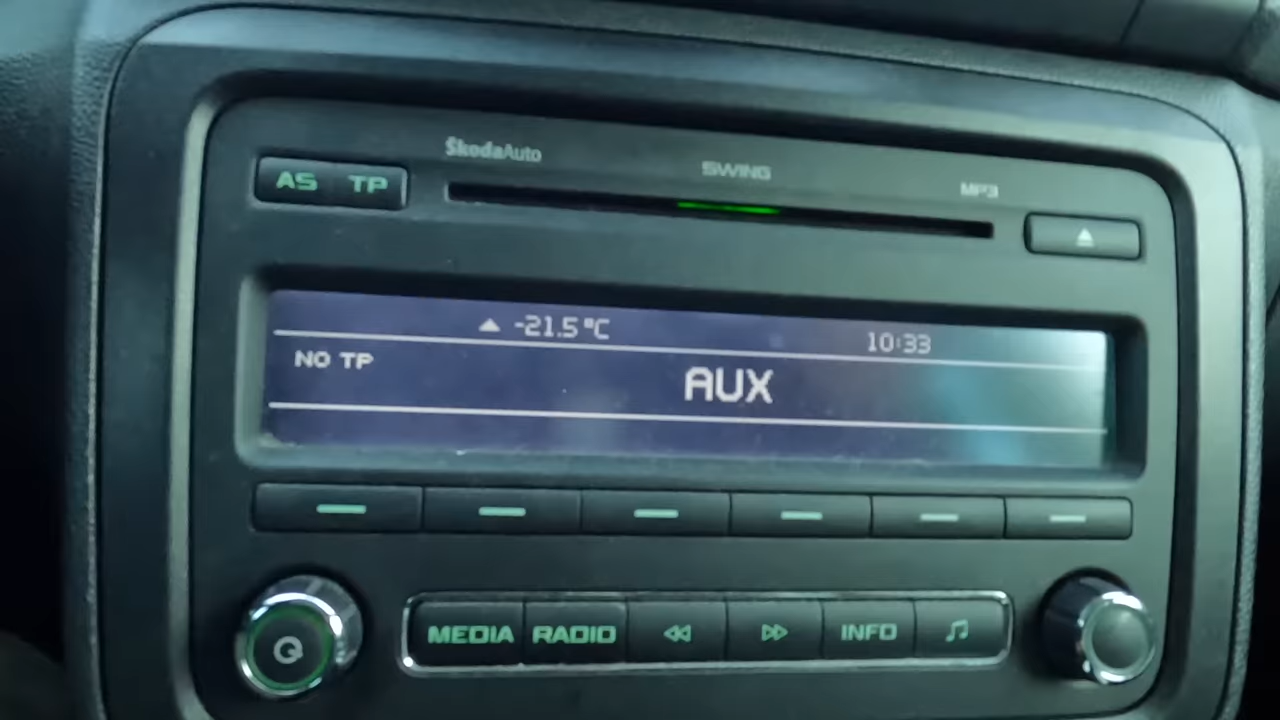 ŠkodaAuto
SWING
MP3
AS TP
-21.5°C 10:33
NO TP
AUX
MEDIA RADIO INFO